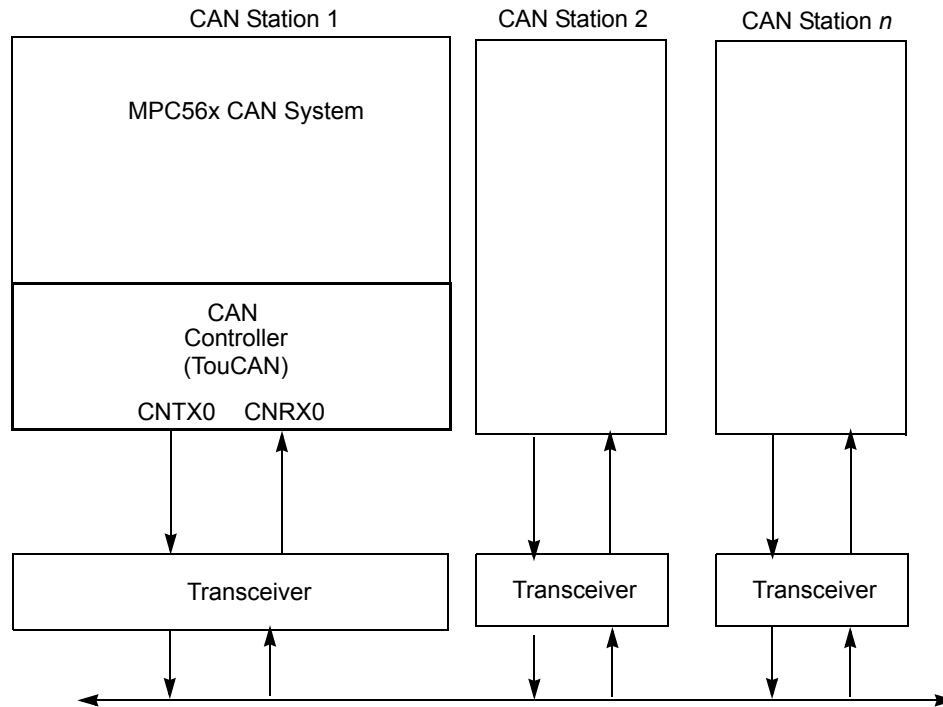 CAN Station 1
CAN Station 2
CAN Station n
MPC56x CAN System
CAN
Controller
(TouCAN)
CNTX0 CNRX0
Transceiver
Transceiver
Transceiver